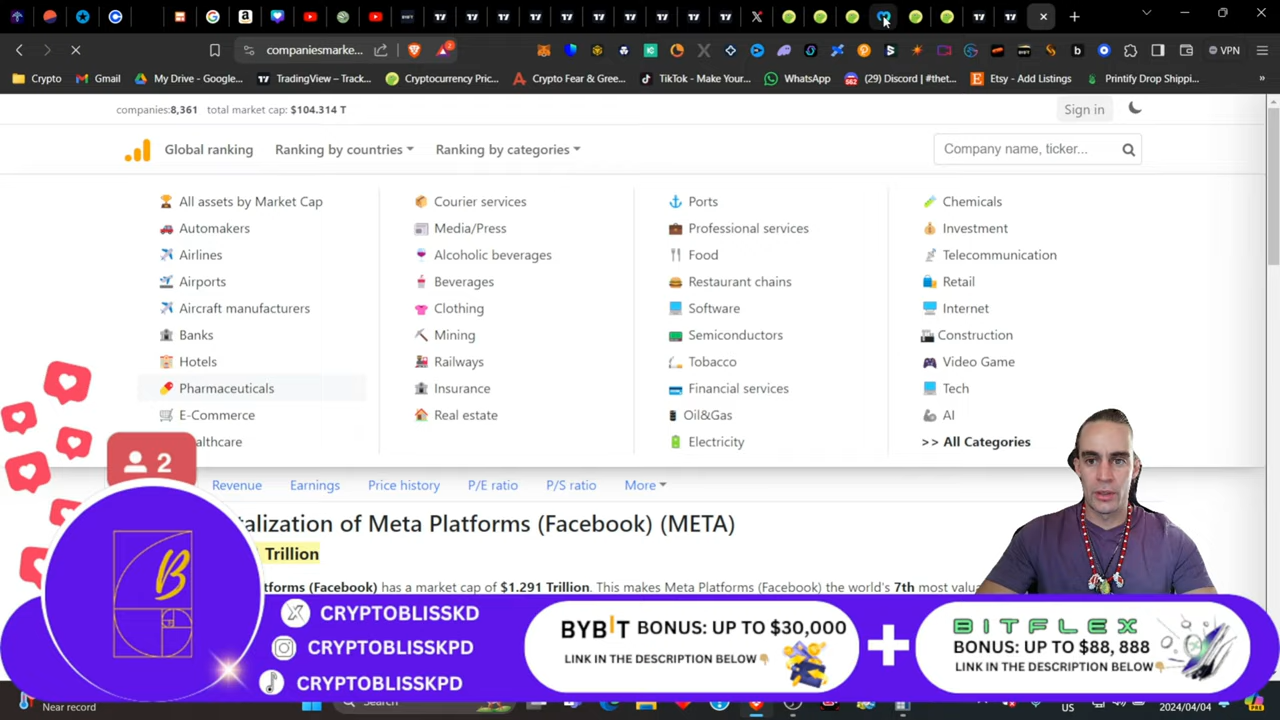 companiesmarke...
VPN
Crypto
Gmail
My Drive - Google...
TradingView – Track...
Cryptocurrency Pric...
Crypto Fear & Gree...
TikTok - Make Your...
WhatsApp
(29) Discord | #thet...
Etsy - Add Listings
Printify Drop Shippi...
companies:8,361 total market cap: $104.314 T
Sign in
Global ranking
Ranking by countries
Ranking by categories
Company name, ticker...
All assets by Market Cap
Automakers
Airlines
Airports
Aircraft manufacturers
Banks
Hotels
Pharmaceuticals
E-Commerce
althcare
Courier services
Media/Press
Alcoholic beverages
Beverages
Clothing
Mining
Railways
Insurance
Real estate
Ports
Professional services
Food
Restaurant chains
Software
Semiconductors
Tobacco
Financial services
Oil&Gas
Electricity
Chemicals
Investment
Telecommunication
Retail
Internet
Construction
Video Game
Tech
AI
>> All Categories
2
Revenue
Earnings
Price history
P/E ratio
P/S ratio
More
talization of Meta Platforms (Facebook) (META)
Trillion
tforms (Facebook) has a market cap of $1.291 Trillion. This makes Meta Platforms (Facebook) the world's 7th most valua
B
CRYPTOBLISSKD
CRYPTOBLISSKPD
CRYPTOBLISSKPD
BYBIT BONUS: UP TO $30,000
LINK IN THE DESCRIPTION BELOW
+
BITFLEX
BONUS: UP TO $88, 888
LINK IN THE DESCRIPTION BELOW
Near record
Search
US
2024/04/04